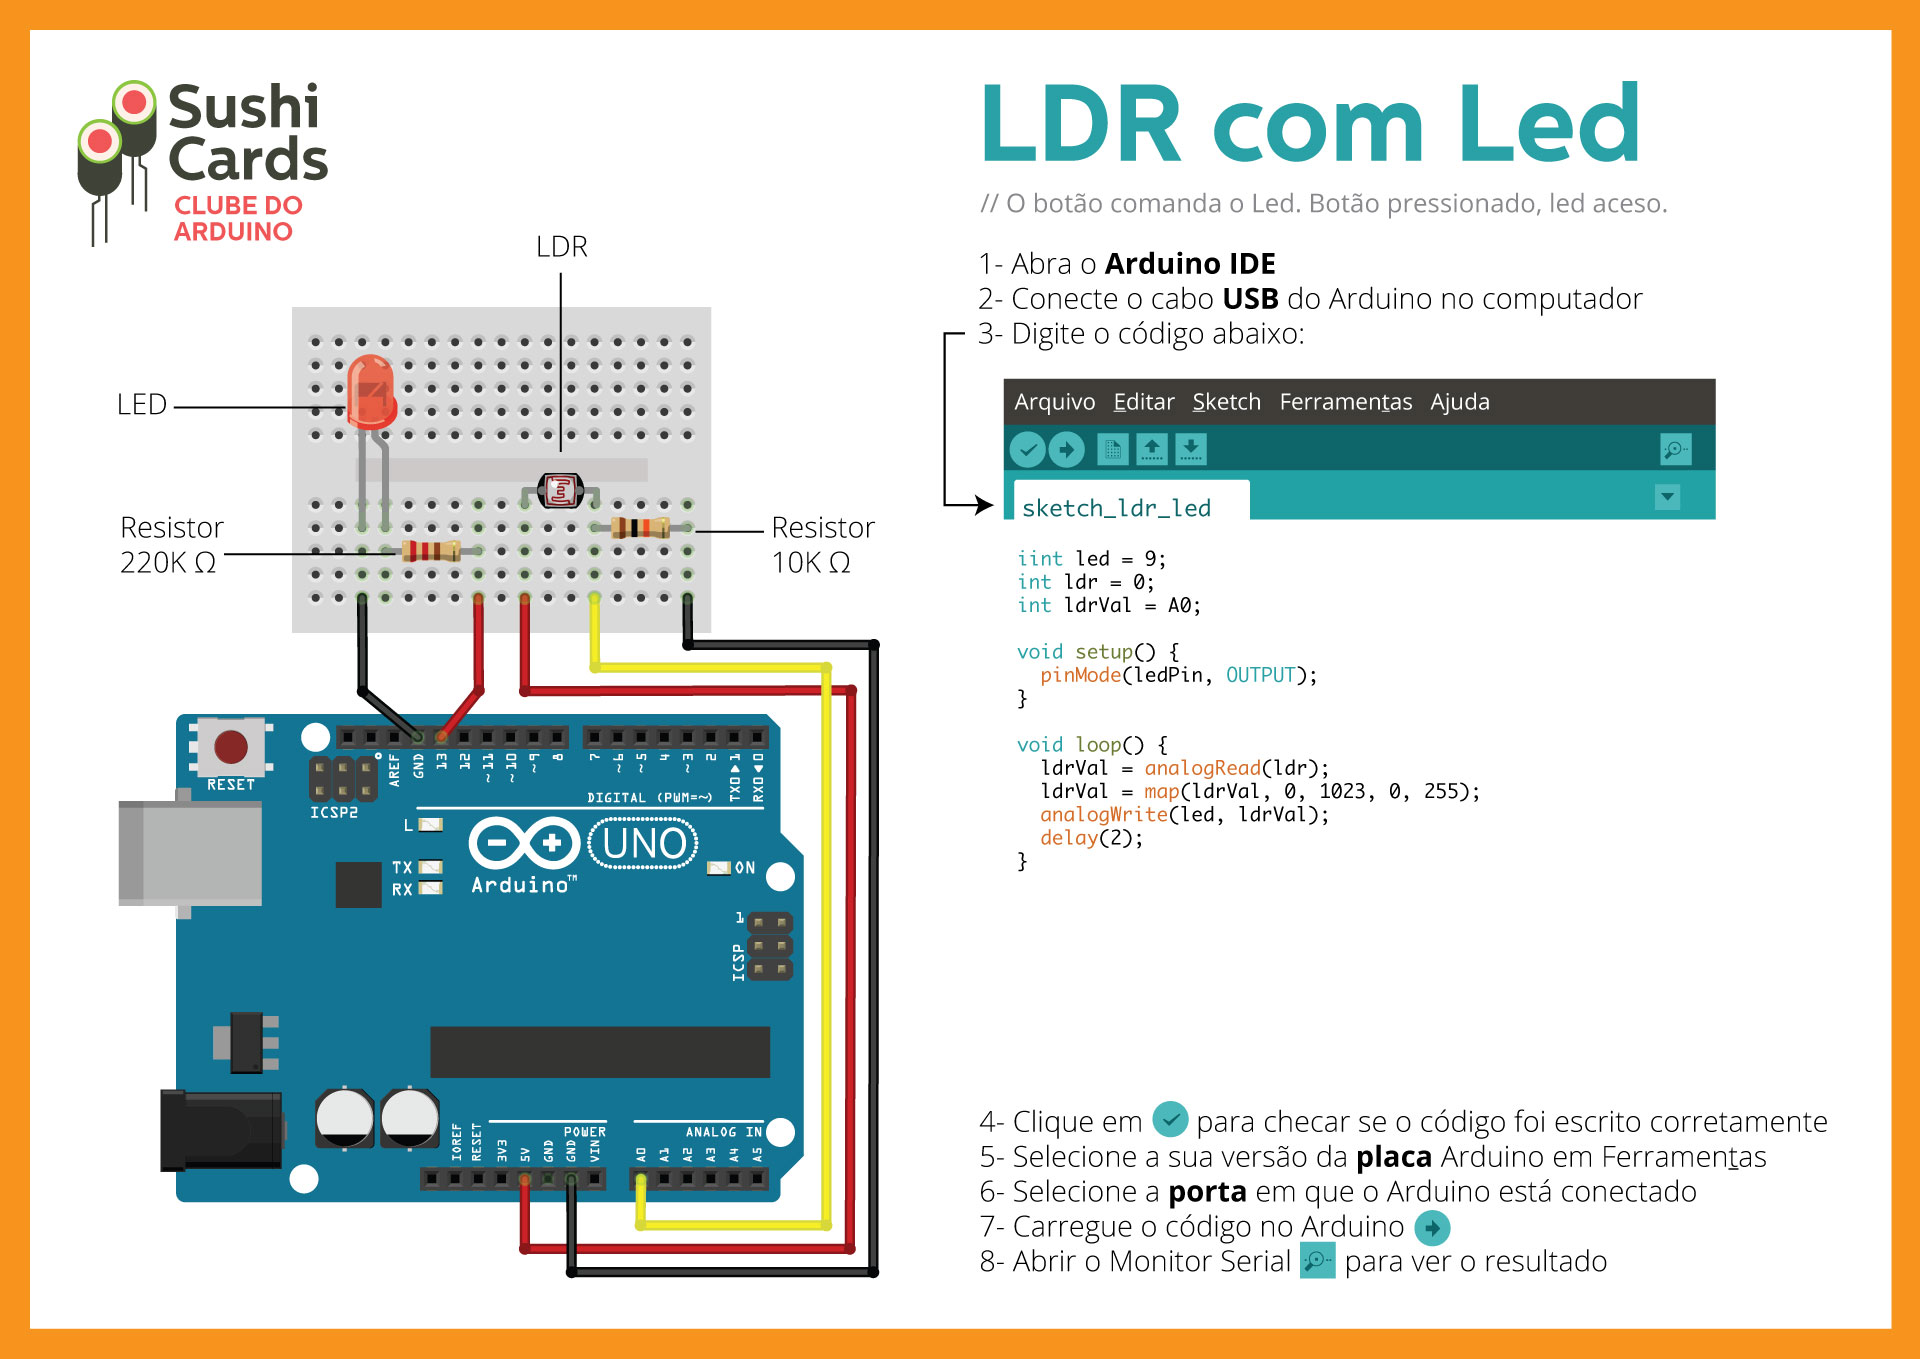 Sushi
Cards
CLUBE DO
ARDUINO
LDR com Led
// O botão comanda o Led. Botão pressionado, led aceso.
1- Abra o Arduino IDE
2- Conecte o cabo USB do Arduino no computador
3- Digite o código abaixo:
Arquivo Editar Sketch Ferramentas Ajuda
sketch_ldr_led
iint led = 9;
int ldr = 0;
int ldrVal = A0;
void setup() {
pinMode(ledPin, OUTPUT);
}
void loop() {
ldrVal = analogRead(ldr);
ldrVal = map(ldrVal, 0, 1023, 0, 255);
analogWrite(led, ldrVal);
delay(2);
}
4- Clique em para checar se o código foi escrito corretamente
5- Selecione a sua versão da placa Arduino em Ferramentas
6- Selecione a porta em que o Arduino está conectado
7- Carregue o código no Arduino
8- Abrir o Monitor Serial para ver o resultado
LDR
LED
Resistor
220K Ω
Resistor
10K Ω
RESET
ICSP2
AREF
GND
13
12
~11
~10
~9
8
7
~6
~5
4
~3
2
TX0 ▶ 1
RX0 ◀ 0
DIGITAL (PWM=~)
L
TX
RX
UNO
Arduino™
ON
1
ICSP
IOREF
RESET
3V3
5V
GND
GND
VIN
POWER
ANALOG IN
A0
A1
A2
A3
A4
A5